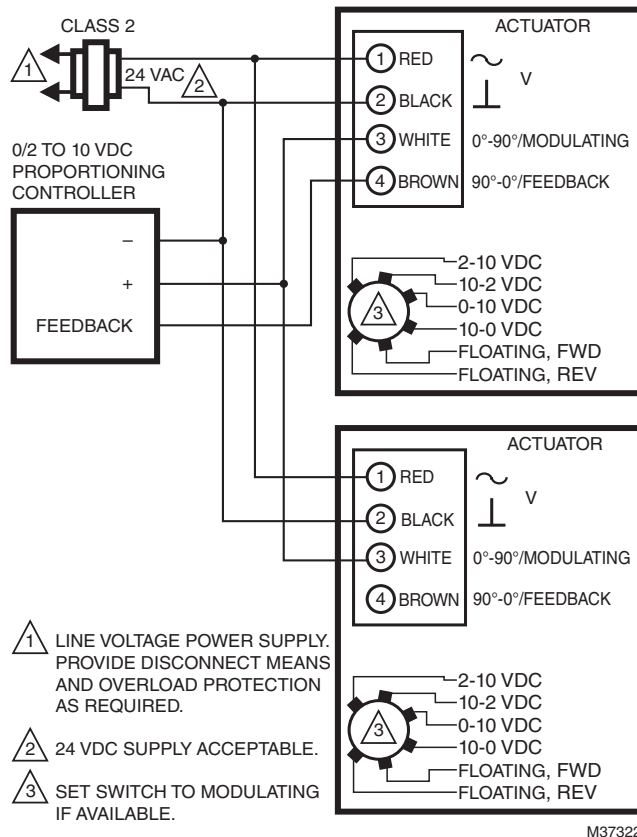 CLASS 2
1
24 VAC
2
0/2 TO 10 VDC
PROPORTIONING
CONTROLLER
–
+
FEEDBACK
ACTUATOR
1 RED
2 BLACK
V
3 WHITE 0°-90°/MODULATING
4 BROWN 90°-0°/FEEDBACK
3
2-10 VDC
10-2 VDC
0-10 VDC
10-0 VDC
FLOATING, FWD
FLOATING, REV
ACTUATOR
1 RED
2 BLACK
V
3 WHITE 0°-90°/MODULATING
4 BROWN 90°-0°/FEEDBACK
3
2-10 VDC
10-2 VDC
0-10 VDC
10-0 VDC
FLOATING, FWD
FLOATING, REV
1 LINE VOLTAGE POWER SUPPLY.
PROVIDE DISCONNECT MEANS
AND OVERLOAD PROTECTION
AS REQUIRED.
2 24 VDC SUPPLY ACCEPTABLE.
3 SET SWITCH TO MODULATING
IF AVAILABLE.
M37322